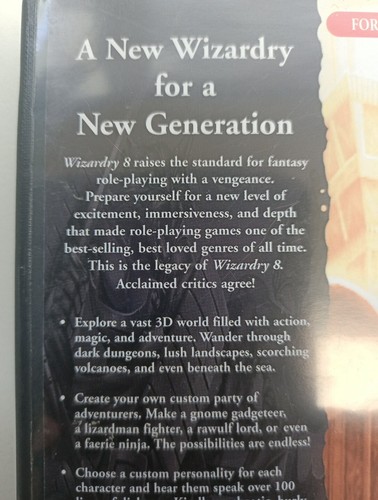 A New Wizardry
for a
New Generation
FOR
Wizardry 8 raises the standard for fantasy
role-playing with a vengeance.
Prepare yourself for a new level of
excitement, immersiveness, and depth
that made role-playing games one of the
best-selling, best loved genres of all time.
This is the legacy of Wizardry 8.
Acclaimed critics agree!
• Explore a vast 3D world filled with action,
magic, and adventure. Wander through
dark dungeons, lush landscapes, scorching
volcanoes, and even beneath the sea.
• Create your own custom party of
adventurers. Make a gnome gadgeteer,
a lizardman fighter, a rawulf lord, or even
a faerie ninja. The possibilities are endless!
• Choose a custom personality for each
character and hear them speak over 100